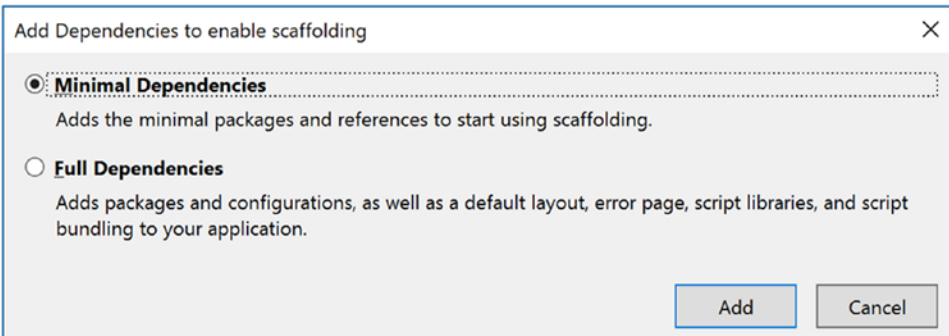 Add Dependencies to enable scaffolding
Minimal Dependencies
Adds the minimal packages and references to start using scaffolding.
Full Dependencies
Adds packages and configurations, as well as a default layout, error page, script libraries, and script
bundling to your application.
Add Cancel